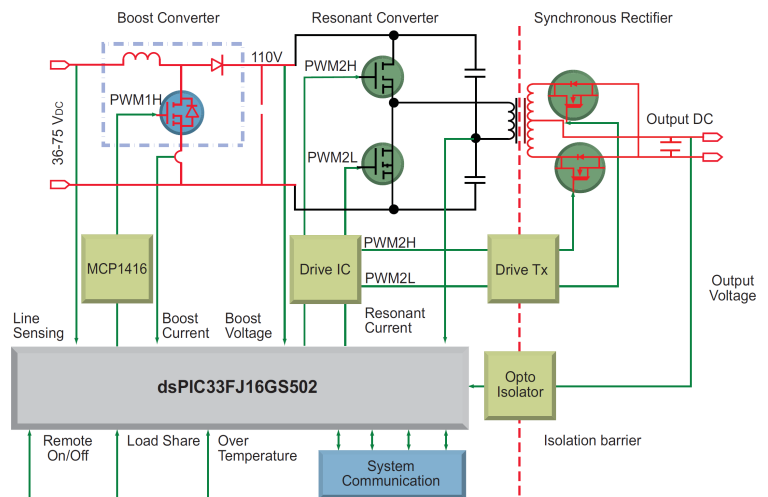 Boost Converter
Resonant Converter
Synchronous Rectifier
110V
PWM2H
PWM1H
36-75 VDC
Output DC
PWM2L
MCP1416
Drive IC
PWM2H
PWM2L
Drive Tx
Output
Voltage
Line
Sensing
Boost
Current
Boost
Voltage
Resonant
Current
dsPIC33FJ16GS502
Opto
Isolator
Remote
On/Off
Load Share
Over
Temperature
Isolation barrier
System
Communication